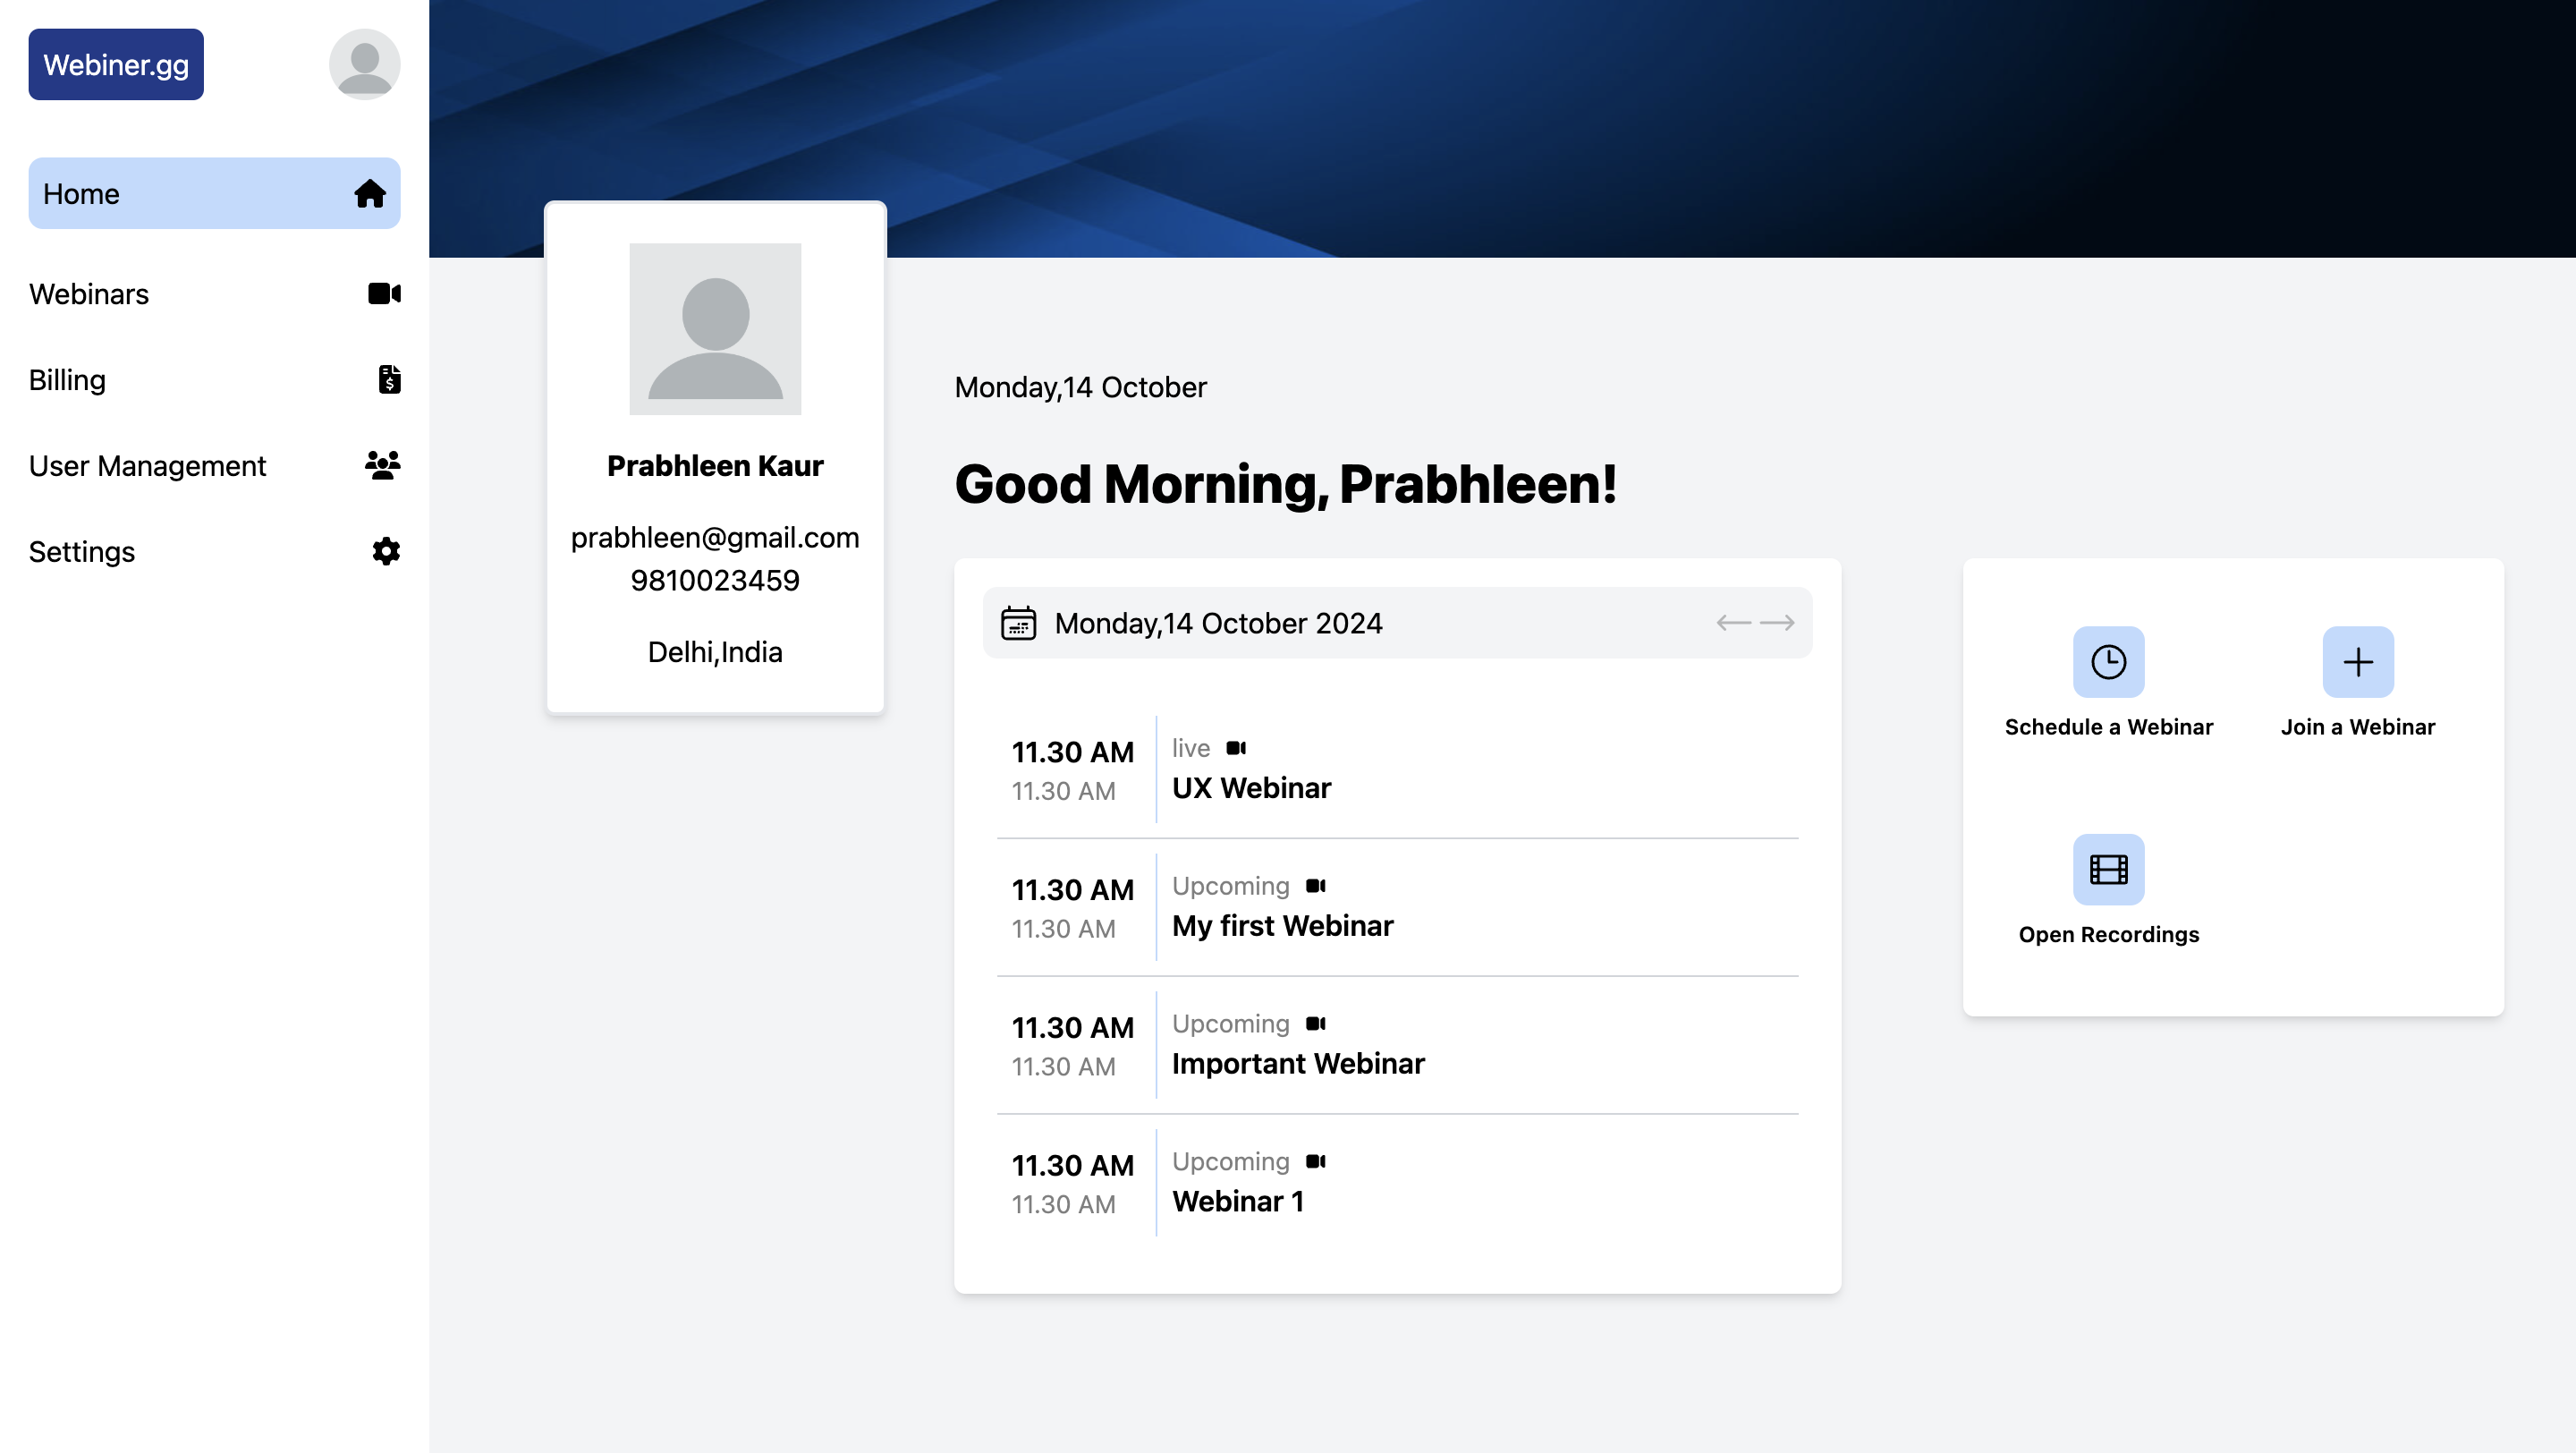 Webiner.gg
Home
Webinars
Billing
User Management
Settings
Prabhleen Kaur
prabhleen@gmail.com
9810023459
Delhi,India
Monday,14 October
Good Morning, Prabhleen!
Monday,14 October 2024
11.30 AM
11.30 AM
live
UX Webinar
11.30 AM
11.30 AM
Upcoming
My first Webinar
11.30 AM
11.30 AM
Upcoming
Important Webinar
11.30 AM
11.30 AM
Upcoming
Webinar 1
Schedule a Webinar
Join a Webinar
Open Recordings